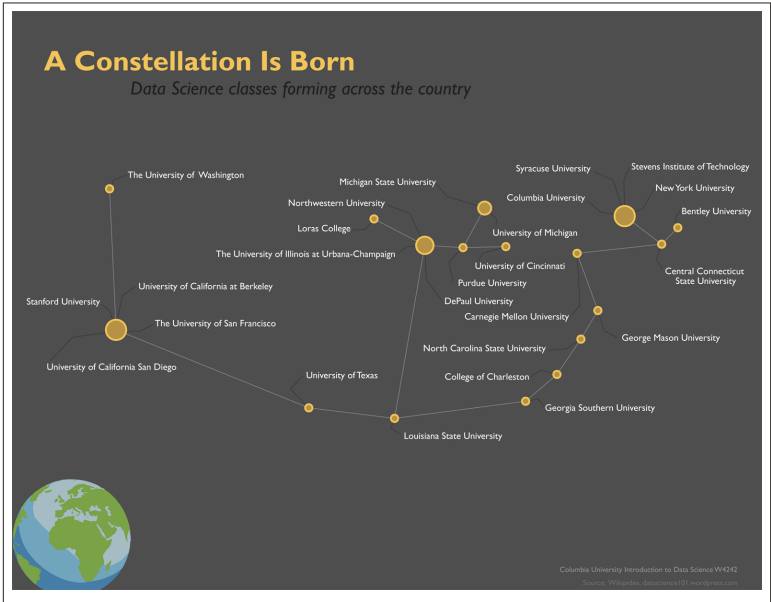 A Constellation Is Born
Data Science classes forming across the country
The University of Washington
Syracuse University
Stevens Institute of Technology
Michigan State University
New York University
Northwestern University
Columbia University
Bentley University
Loras College
University of Michigan
The University of Illinois at Urbana-Champaign
University of Cincinnati
Central Connecticut
State University
Purdue University
University of California at Berkeley
DePaul University
Stanford University
Carnegie Mellon University
The University of San Francisco
George Mason University
North Carolina State University
University of California San Diego
University of Texas
College of Charleston
Georgia Southern University
Louisiana State University
Columbia University Introduction to Data Science W4242
Source: Wikipedia, datascience101.wordpress.com